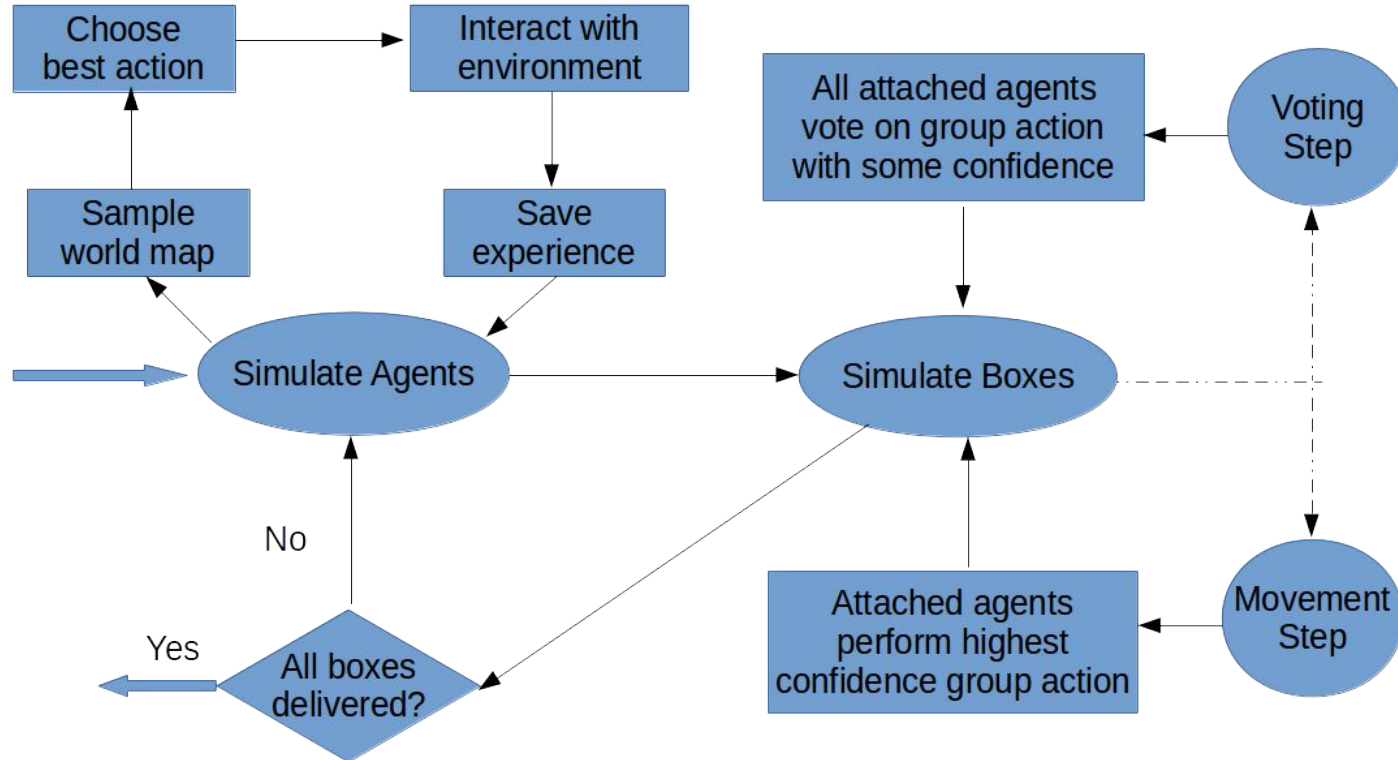 Choose
best action
Interact with
environment
All attached agents
vote on group action
with some confidence
Voting
Step
Sample
world map
Save
experience
Simulate Agents
Simulate Boxes
No
Yes
All boxes
delivered?
Attached agents
perform highest
confidence group action
Movement
Step